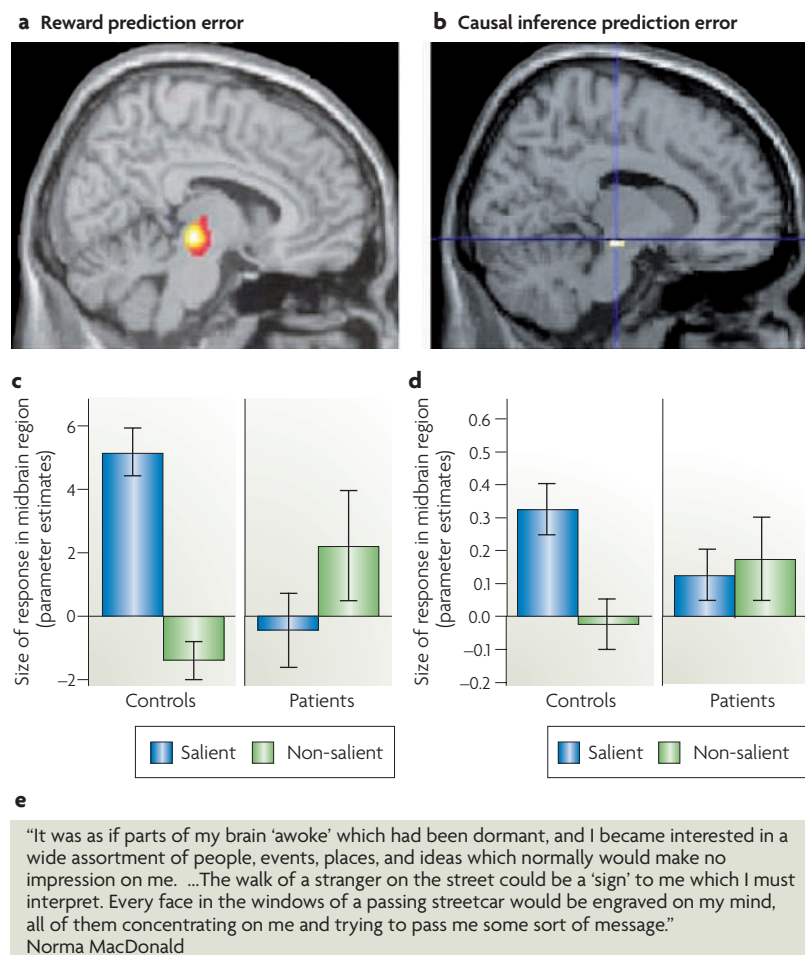 a Reward prediction error
b Causal inference prediction error
c
Size of response in midbrain region
(parameter estimates)
6
4
2
0
−2
Controls
Patients
Salient
Non-salient
d
Size of response in midbrain region
(parameter estimates)
0.6
0.5
0.4
0.3
0.2
0.1
0.0
−0.1
−0.2
Controls
Patients
Salient
Non-salient
e
“It was as if parts of my brain ‘awoke’ which had been dormant, and I became interested in a
wide assortment of people, events, places, and ideas which normally would make no
impression on me. ...The walk of a stranger on the street could be a ‘sign’ to me which I must
interpret. Every face in the windows of a passing streetcar would be engraved on my mind,
all of them concentrating on me and trying to pass me some sort of message.”
Norma MacDonald